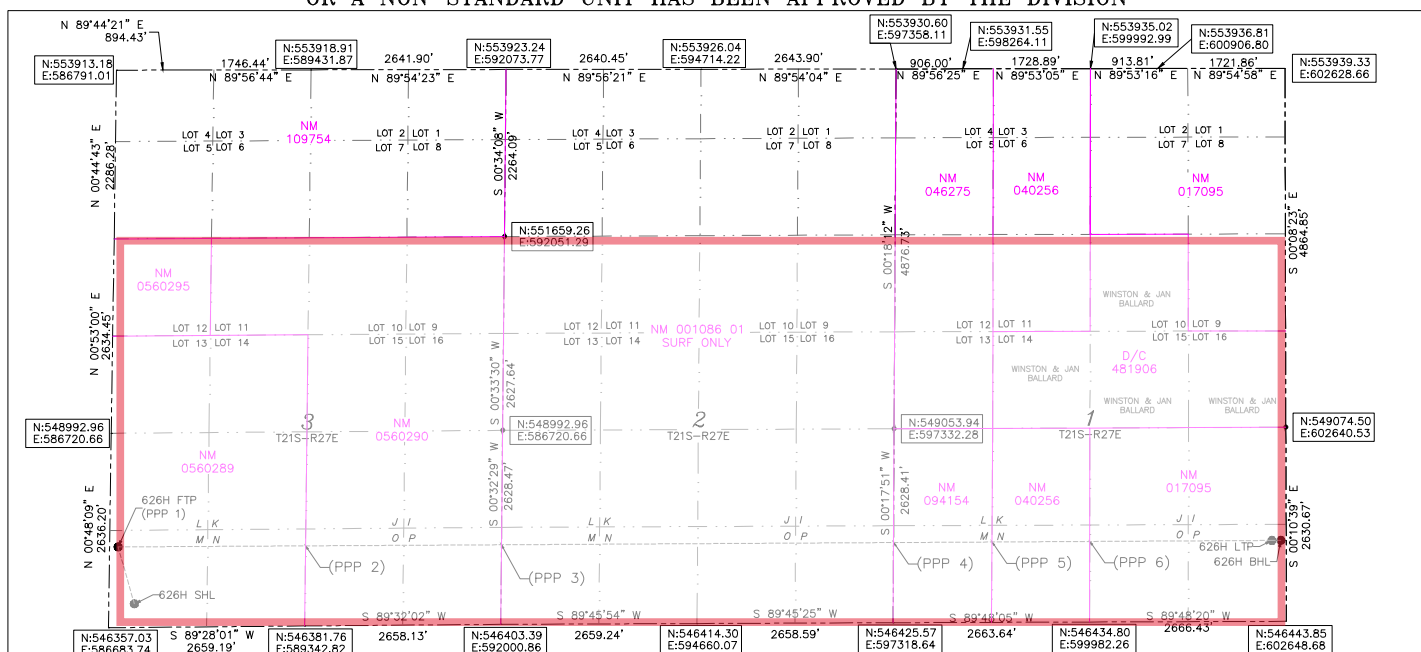 OR A NON-STANDARD UNIT HAS BEEN APPROVED BY THE DIVISION
N 89°44'21" E
894.43'
N:553913.18
E:586791.01
1746.44'
N 89°56'44" E
N:553918.91
E:589431.87
2641.90'
N 89°54'23" E
N:553923.24
E:592073.77
2640.45'
N 89°56'21" E
N:553926.04
E:594714.22
2643.90'
N 89°54'04" E
N:553930.60
E:597358.11
906.00'
N 89°56'25" E
N:553931.55
E:598264.11
1728.89'
N 89°53'05" E
N:553935.02
E:599992.99
913.81'
N 89°53'16" E
N:553936.81
E:600906.80
1721.86'
N 89°54'58" E
N:553939.33
E:602628.66
N 00°44'43" E
2286.28'
LOT 4 LOT 3
LOT 5 LOT 6
NM
109754
LOT 2 LOT 1
LOT 7 LOT 8
S 00°34'08" W
2264.09'
LOT 4 LOT 3
LOT 5 LOT 6
LOT 2 LOT 1
LOT 7 LOT 8
LOT 4 LOT 3
LOT 5 LOT 6
LOT 2 LOT 1
LOT 7 LOT 8
NM
046275
NM
040256
NM
017095
N:551659.26
E:592051.29
S 00°18'12" W
4876.73'
S 00°08'23" E
4864.85'
NM
0560295
WINSTON & JAN
BALLARD
N 00°53'00" E
2634.45'
LOT 12 LOT 11
LOT 13 LOT 14
LOT 10 LOT 9
LOT 15 LOT 16
LOT 12 LOT 11
LOT 13 LOT 14
NM 001086 01
SURF ONLY
LOT 10 LOT 9
LOT 15 LOT 16
LOT 12 LOT 11
LOT 13 LOT 14
LOT 10 LOT 9
LOT 15 LOT 16
S 00°33'30" W
2627.64'
WINSTON & JAN
BALLARD
D/C
481906
WINSTON & JAN
BALLARD
WINSTON & JAN
BALLARD
N:548992.96
E:586720.66
3
T21S-R27E
NM
0560290
N:548992.96
E:586720.66
2
T21S-R27E
N:549053.94
E:597332.28
1
T21S-R27E
N:549074.50
E:602640.53
NM
0560289
NM
094154
NM
040256
NM
017095
N 00°48'09" E
2636.20'
626H FTP
(PPP 1)
S 00°32'29" W
2628.47'
S 00°17'51" W
2628.41'
S 00°10'39" E
2630.67'
L K
M N
J I
O P
L K
M N
J I
O P
L K
M N
J I
O P
626H LTP
626H BHL
(PPP 2)
(PPP 3)
(PPP 4)
(PPP 5)
(PPP 6)
626H SHL
N:546357.03
E:586683.74
S 89°28'01" W
2659.19'
N:546381.76
E:589342.82
S 89°32'02" W
2658.13'
N:546403.39
E:592000.86
S 89°45'54" W
2659.24'
N:546414.30
E:594660.07
S 89°45'25" W
2658.59'
N:546425.57
E:597318.64
S 89°48'05" W
2663.64'
N:546434.80
E:599982.26
S 89°48'20" W
2666.43'
N:546443.85
E:602648.68